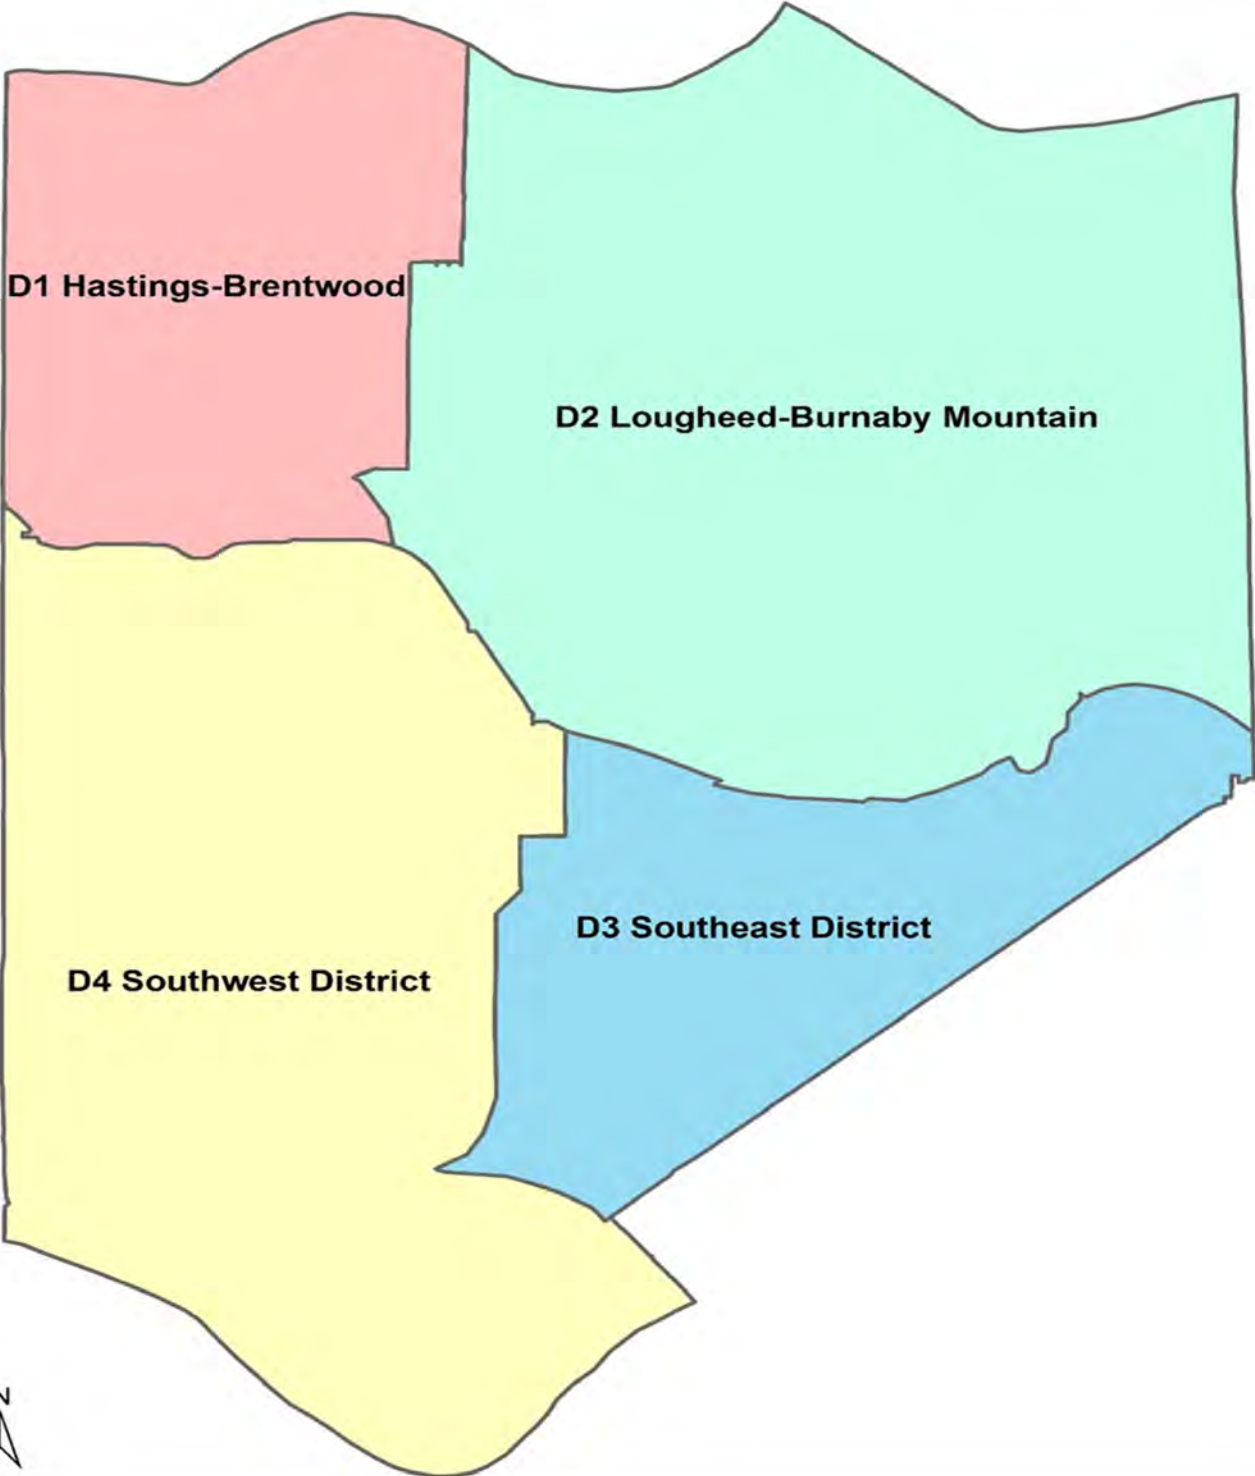 D1 Hastings-Brentwood
D2 Lougheed-Burnaby Mountain
D3 Southeast District
D4 Southwest District
N